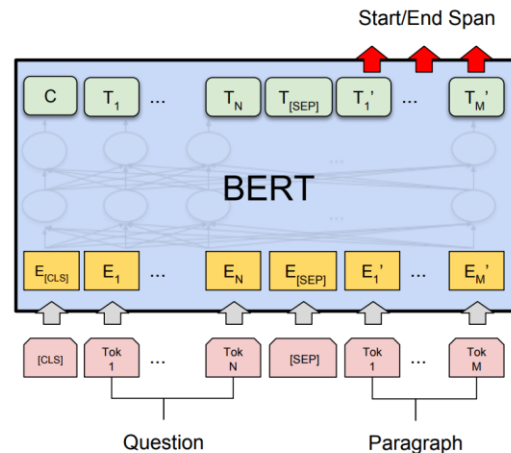 Start/End Span
C T1 ... TN T[SEP] T1' ... TM'
...
BERT
...
E[CLS] E1 ... EN E[SEP] E1' ... EM'
[CLS] Tok 1 ... Tok N [SEP] Tok 1 ... Tok M
Question Paragraph